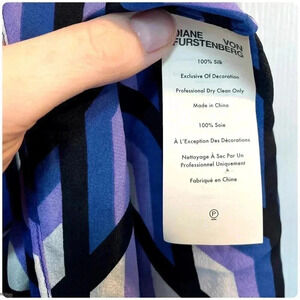 DIANE VON
FURSTENBERG
100% Silk
Exclusive Of Decoration
Professional Dry Clean Only
Made in China
100% Soie
À L'Exception Des Décorations
Nettoyage À Sec Par Un
Professionnel Uniquement
Fabriqué en Chine
P